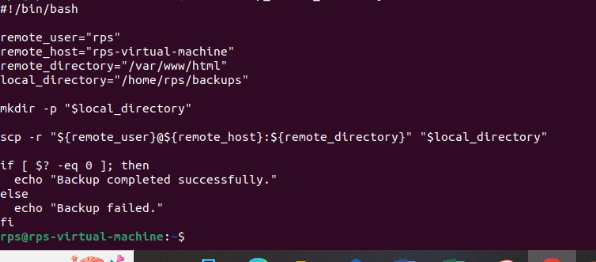 #!/bin/bash
remote_user="rps"
remote_host="rps-virtual-machine"
remote_directory="/var/www/html"
local_directory="/home/rps/backups"
mkdir -p "$local_directory"
scp -r "${remote_user}@${remote_host}:${remote_directory}" "$local_directory"
if [ $? -eq 0 ]; then
  echo "Backup completed successfully."
else
  echo "Backup failed."
fi
rps@rps-virtual-machine:~$